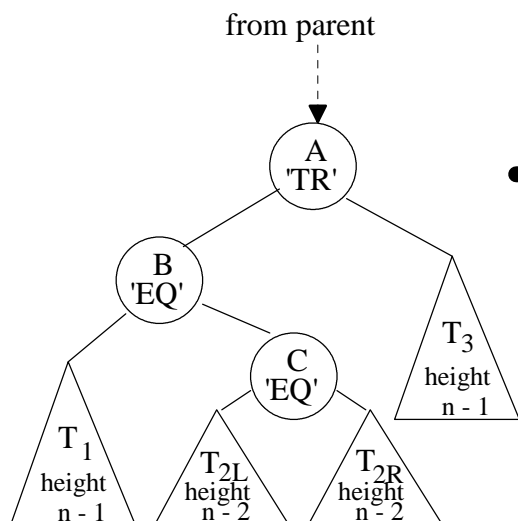 from parent
A
'TR'
B
'EQ'
C
'EQ'
T3
height
n - 1
T1
height
n - 1
T2L
height
n - 2
T2R
height
n - 2